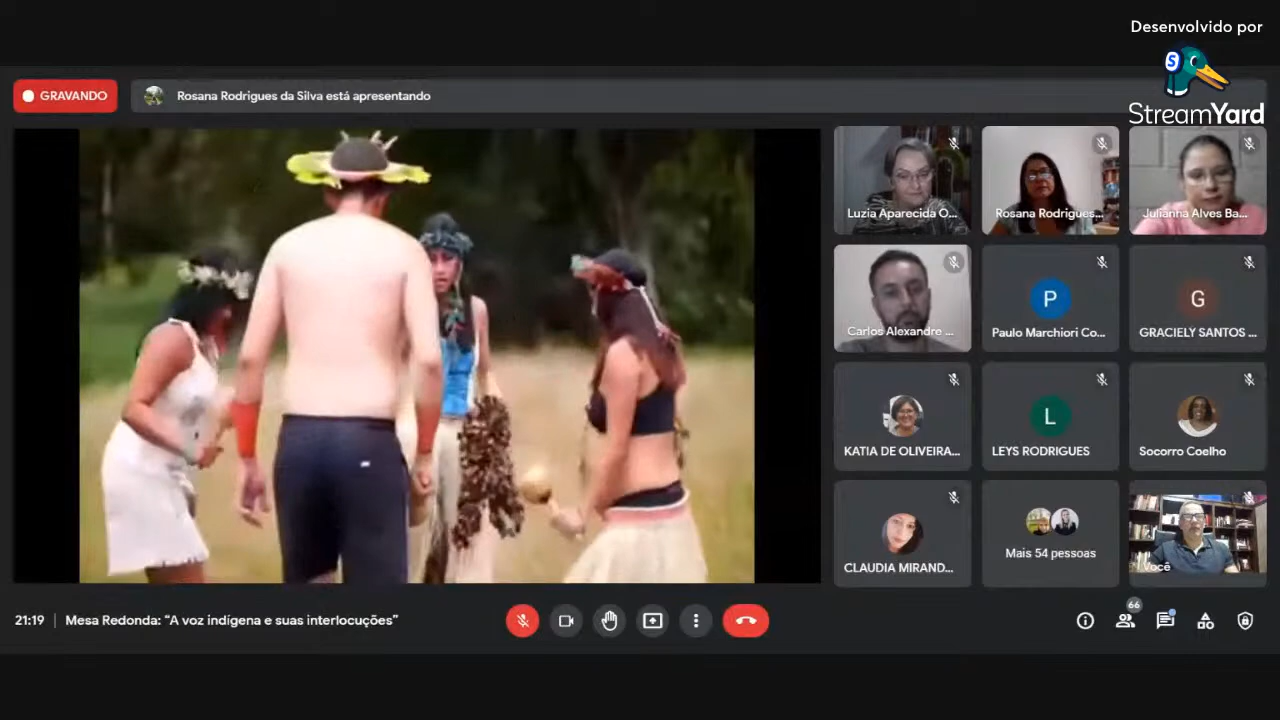 Desenvolvido por
StreamYard
GRAVANDO
Rosana Rodrigues da Silva está apresentando
Luzia Aparecida O...
Rosana Rodrigues...
Julianna Alves Ba...
Carlos Alexandre ...
P
Paulo Marchiori Co...
G
GRACIELY SANTOS ...
KATIA DE OLIVEIRA...
L
LEYS RODRIGUES
Socorro Coelho
CLAUDIA MIRAND...
Mais 54 pessoas
Você
21:19 | Mesa Redonda: “A voz indígena e suas interlocuções”
66